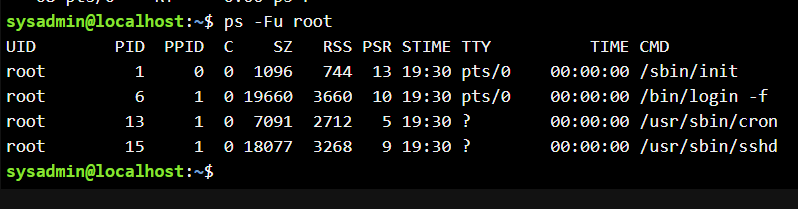 sysadmin@localhost:~$ ps -Fu root
UID        PID  PPID  C    SZ   RSS PSR STIME TTY          TIME CMD
root         1     0  0  1096   744  13 19:30 pts/0    00:00:00 /sbin/init
root         6     1  0 19660  3660  10 19:30 pts/0    00:00:00 /bin/login -f
root        13     1  0  7091  2712   5 19:30 ?        00:00:00 /usr/sbin/cron
root        15     1  0 18077  3268   9 19:30 ?        00:00:00 /usr/sbin/sshd
sysadmin@localhost:~$